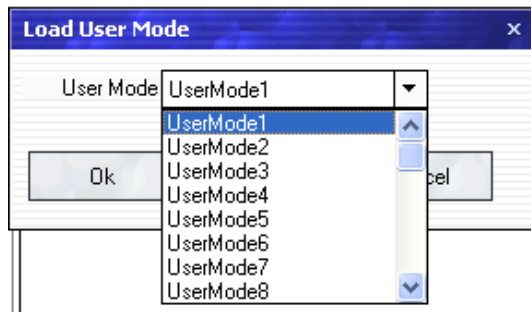 Load User Mode
User Mode UserMode1
UserMode1
UserMode2
UserMode3
UserMode4
UserMode5
UserMode6
UserMode7
UserMode8
Ok cel